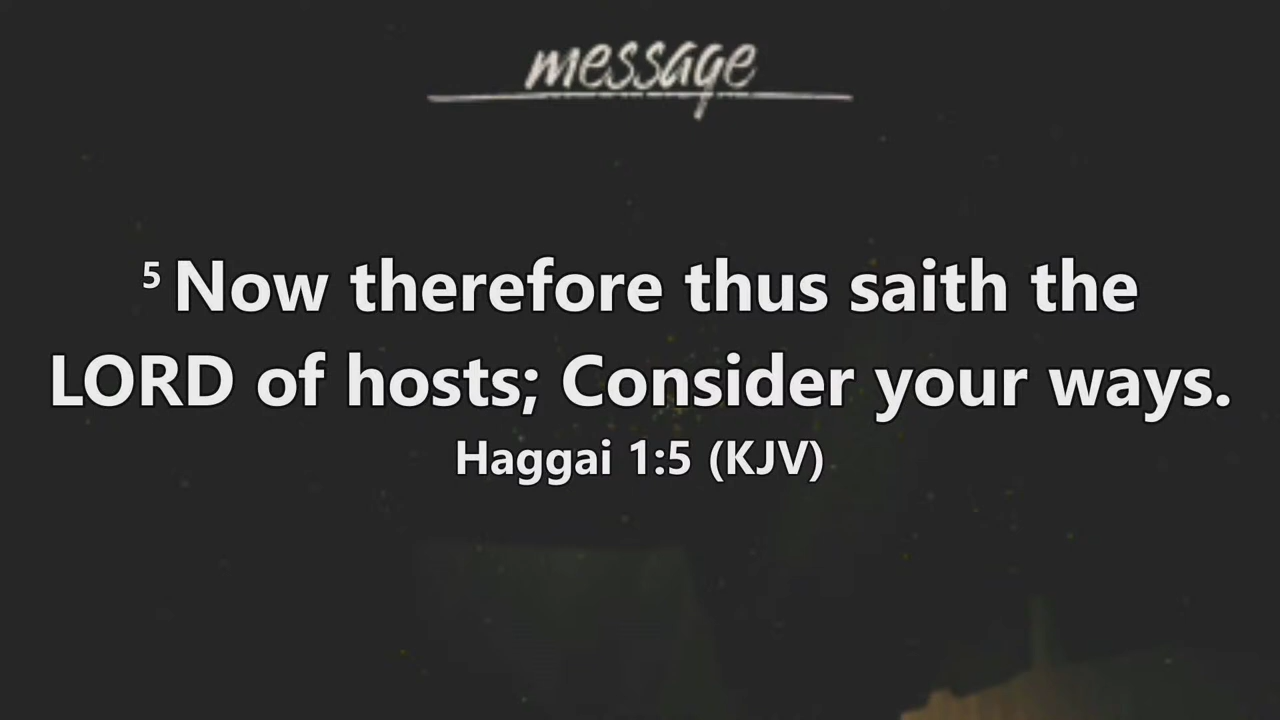 message
5 Now therefore thus saith the
LORD of hosts; Consider your ways.
Haggai 1:5 (KJV)